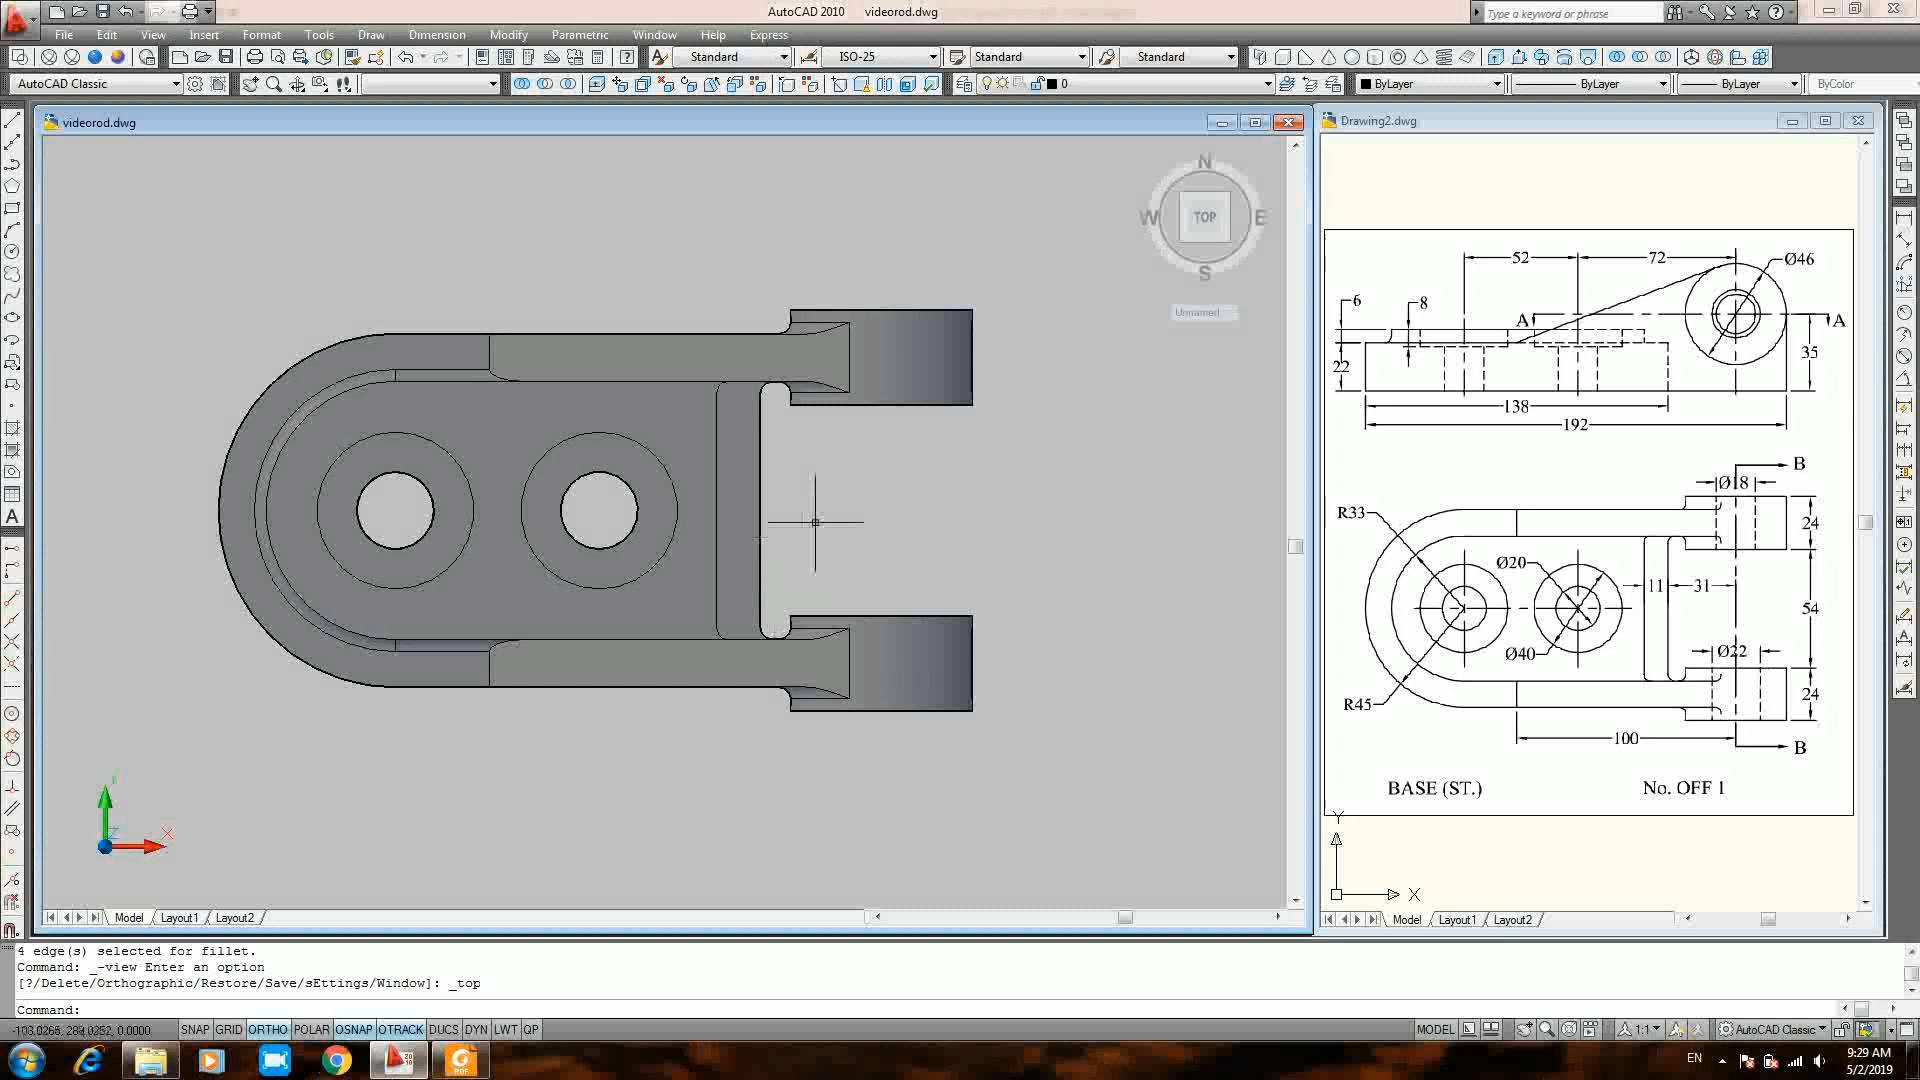 AutoCAD 2010 videorod.dwg
Type a keyword or phrase
File Edit View Insert Format Tools Draw Dimension Modify Parametric Window Help Express
Standard ISO-25 Standard Standard
AutoCAD Classic 0 ByLayer ByLayer ByLayer ByColor
videorod.dwg
Drawing2.dwg
N
W TOP E
S
Unnamed
X
52 72 Ø46
6 8
A A
22 35
138
192
B
Ø18
R33 24
Ø20
11 31
54
Ø40 Ø22
R45 24
100
B
BASE (ST.) No. OFF 1
Y
X
Model Layout1 Layout2
Model Layout1 Layout2
4 edge(s) selected for fillet.
Command: _-view Enter an option
[?/Delete/Orthographic/Restore/Save/sEttings/Window]: _top
Command:
SNAP GRID ORTHO POLAR OSNAP OTRACK DUCS DYN LWT QP
MODEL 1:1 AutoCAD Classic
EN 9:29 AM
5/2/2019